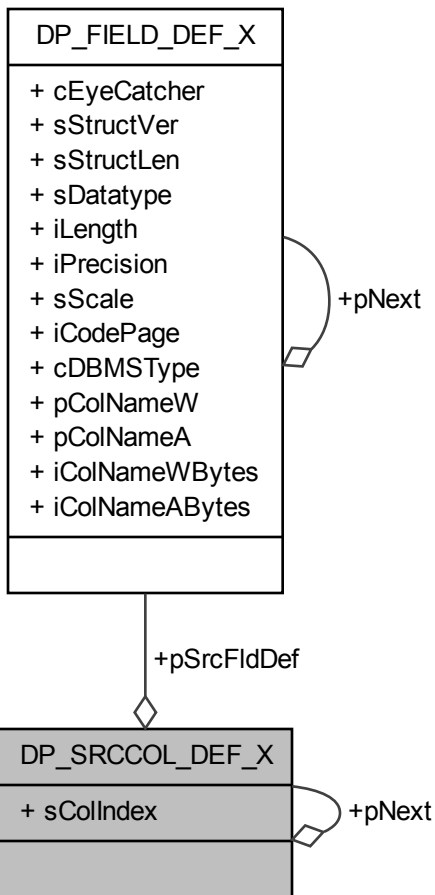 DP_FIELD_DEF_X
+ cEyeCatcher
+ sStructVer
+ sStructLen
+ sDatatype
+ iLength
+ iPrecision
+ sScale
+ iCodePage
+ cDBMSType
+ pColNameW
+ pColNameA
+ iColNameWBytes
+ iColNameABytes
+pNext
+pSrcFldDef
DP_SRCCOL_DEF_X
+ sColIndex
+pNext